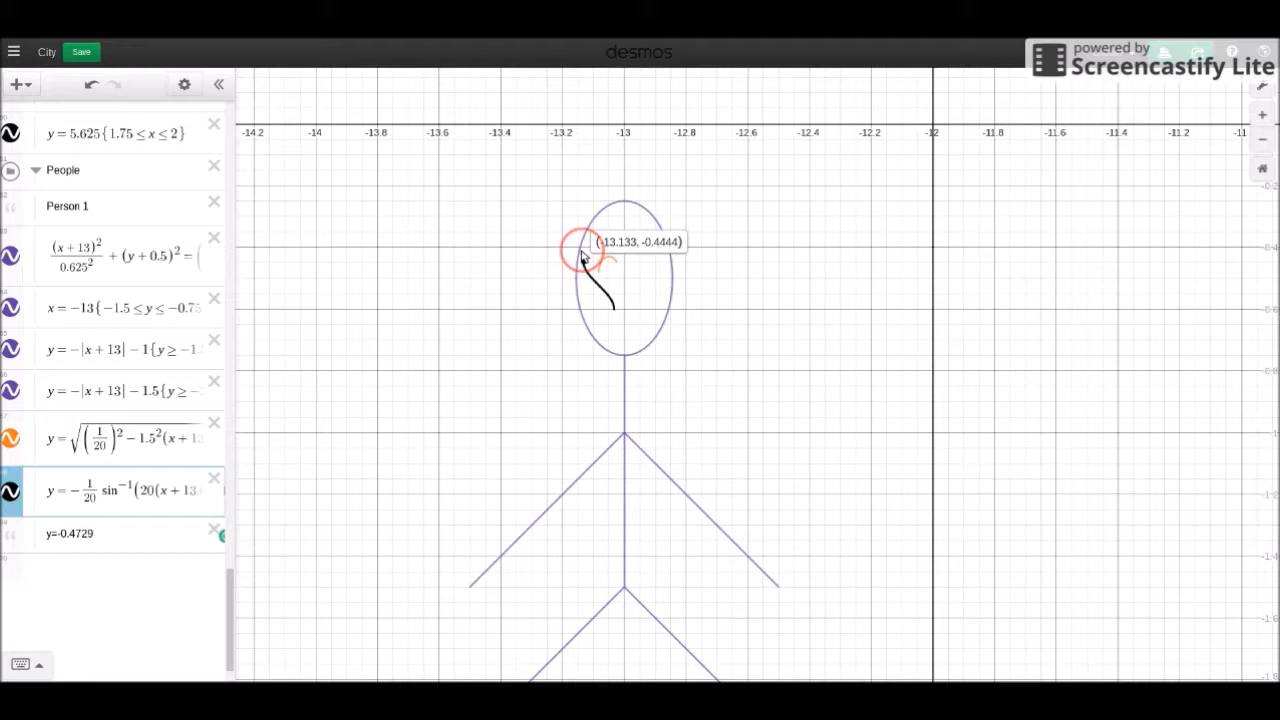 City
Save
desmos
powered by
Screencastify Lite
y = 5.625{1.75 ≤ x ≤ 2}
People
Person 1
(x+13)²/0.625² + (y+0.5)² = (
x = −13{−1.5 ≤ y ≤ −0.75
y = −|x+13| − 1{y ≥ −1.
y = −|x+13| − 1.5{y ≥ −
y = √((1/20)² − 1.5²(x+13
y = −1/20 sin⁻¹(20(x+13
y=-0.4729
-14.2 -14 -13.8 -13.6 -13.4 -13.2 -13 -12.8 -12.6 -12.4 -12.2 -12 -11.8 -11.6 -11.4 -11.2 -11
(-13.133, -0.4444)